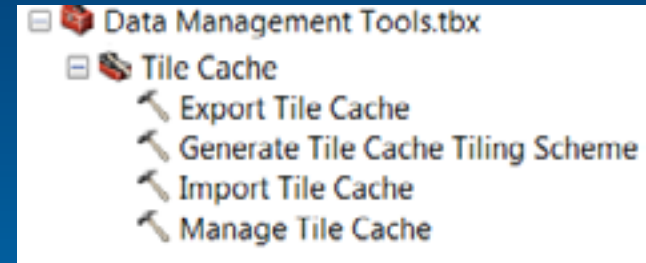 Data Management Tools.tbx
Tile Cache
Export Tile Cache
Generate Tile Cache Tiling Scheme
Import Tile Cache
Manage Tile Cache